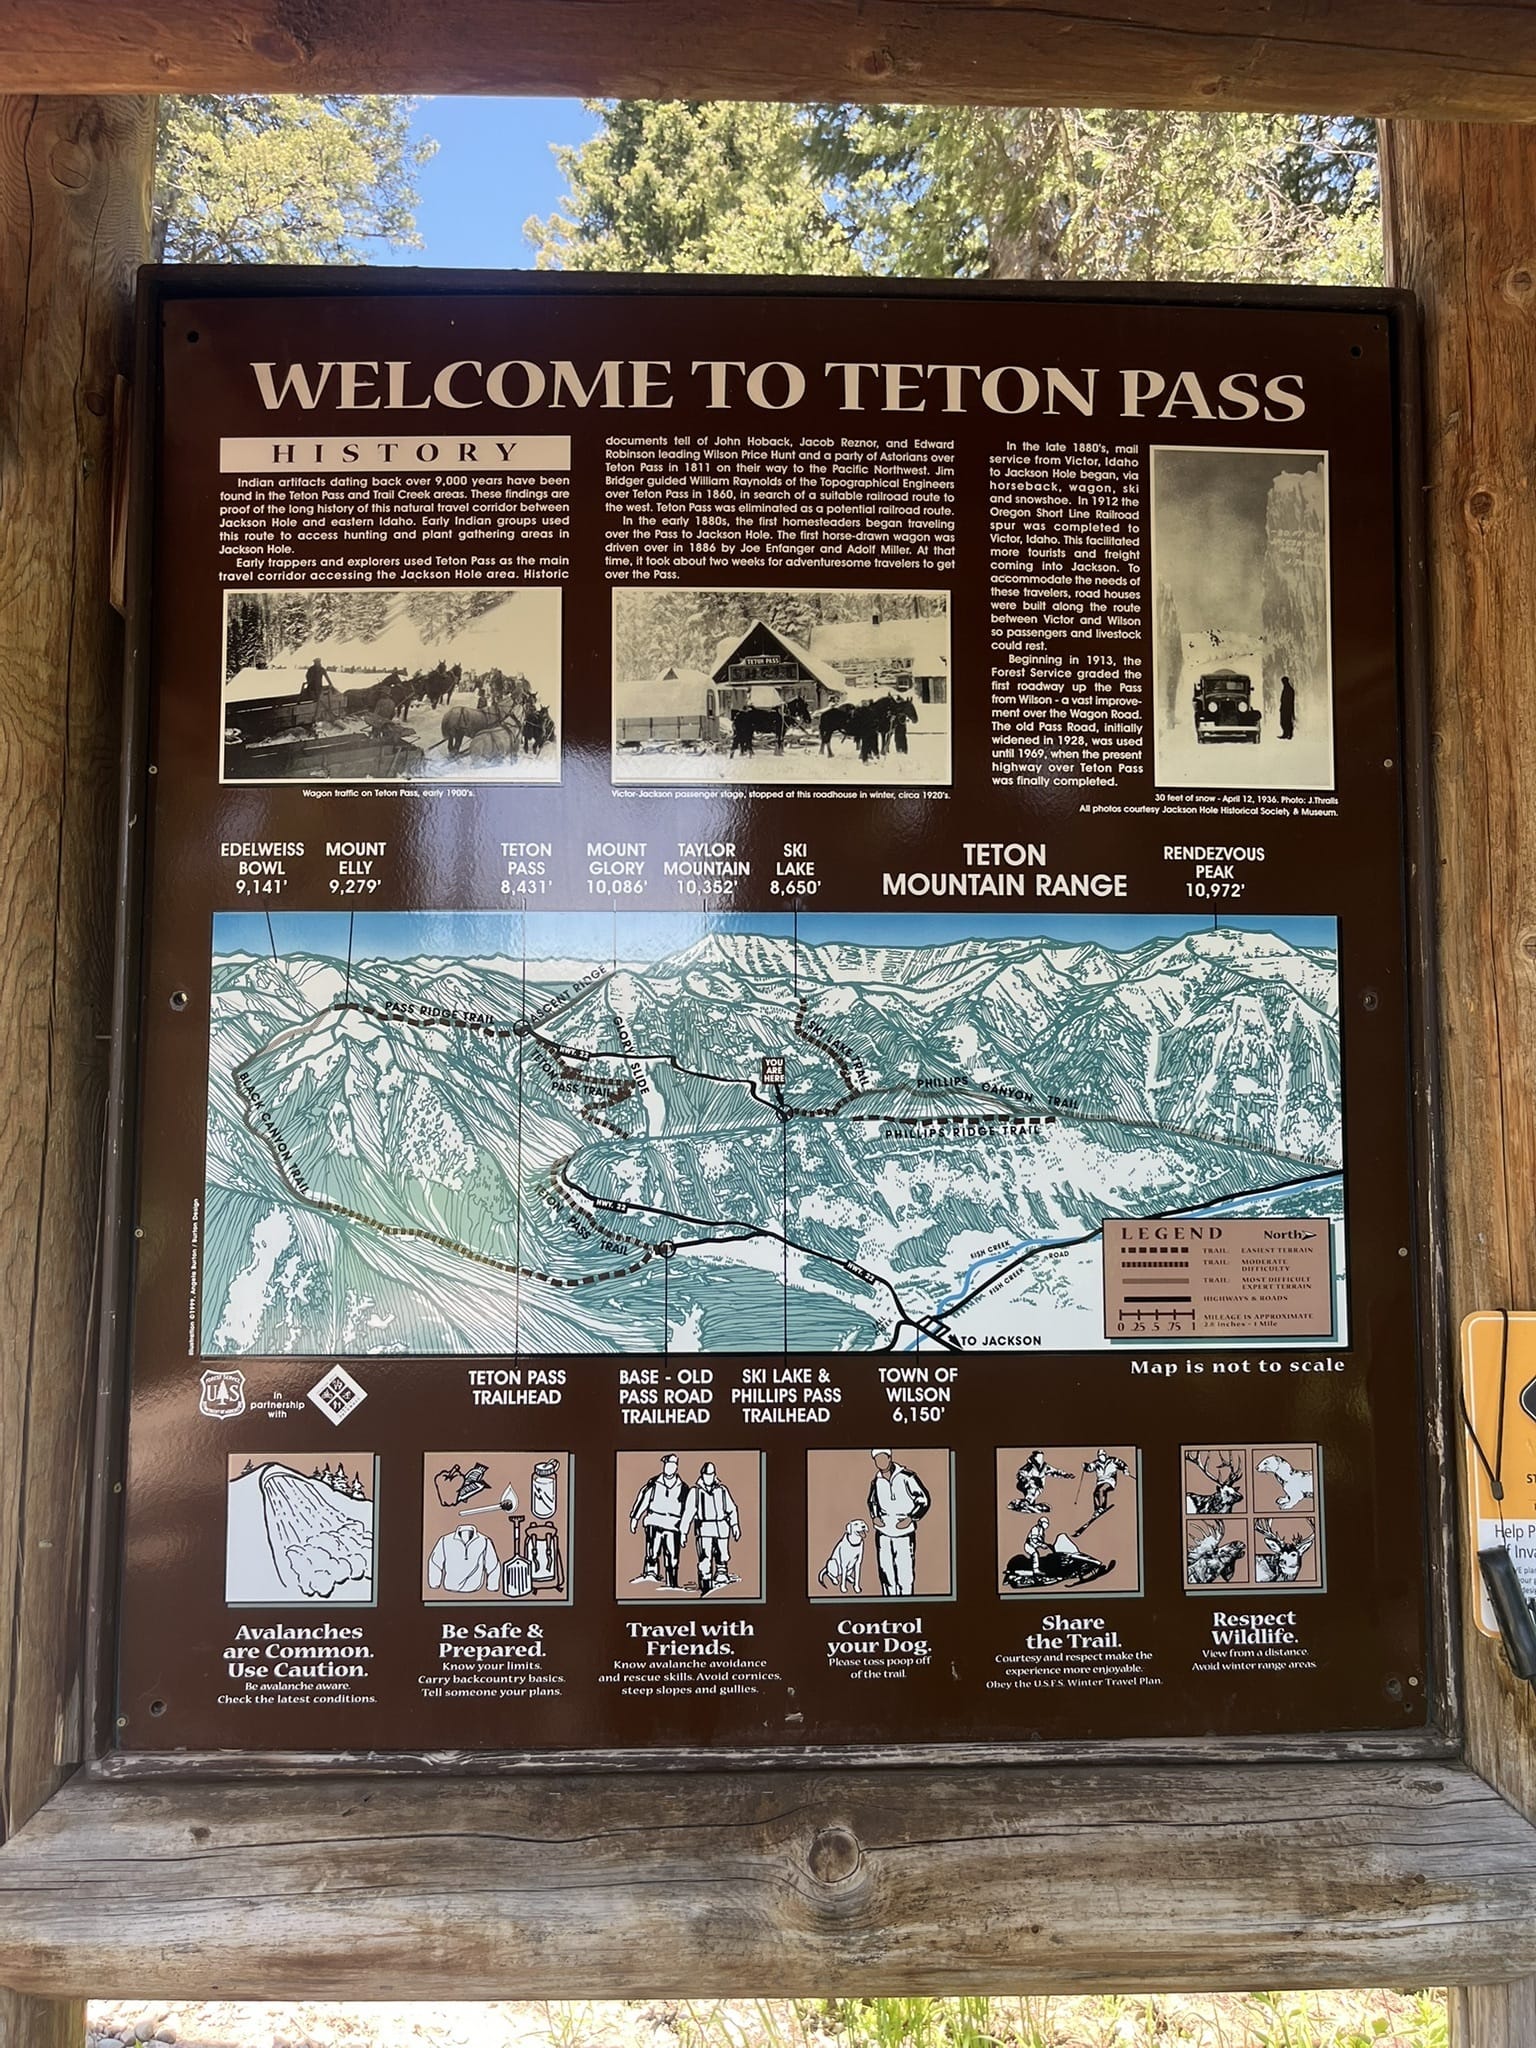 WELCOME TO TETON PASS
HISTORY
Indian artifacts dating back over 9,000 years have been
found in the Teton Pass and Trail Creek areas. These findings are
proof of the long history of this natural travel corridor between
Jackson Hole and eastern Idaho. Early Indian groups used
this route to access hunting and plant gathering areas in
Jackson Hole.
Early trappers and explorers used Teton Pass as the main
travel corridor accessing the Jackson Hole area. Historic
documents tell of John Hoback, Jacob Reznor, and Edward
Robinson leading Wilson Price Hunt and a party of Astorians over
Teton Pass in 1811 on their way to the Pacific Northwest. Jim
Bridger guided William Raynolds of the Topographical Engineers
over Teton Pass in 1860, in search of a suitable railroad route to
the west. Teton Pass was eliminated as a potential railroad route.
In the early 1880s, the first homesteaders began traveling
over the Pass to Jackson Hole. The first horse-drawn wagon was
driven over in 1886 by Joe Enfanger and Adolf Miller. At that
time, it took about two weeks for adventuresome travelers to get
over the Pass.
In the late 1880's, mail
service from Victor, Idaho
to Jackson Hole began, via
horseback, wagon, ski
and snowshoe. In 1912 the
Oregon Short Line Railroad
spur was completed to
Victor, Idaho. This facilitated
more tourists and freight
coming into Jackson. To
accommodate the needs of
these travelers, road houses
were built along the route
between Victor and Wilson
so passengers and livestock
could rest.
Beginning in 1913, the
Forest Service graded the
first roadway up the Pass
from Wilson - a vast improve-
ment over the Wagon Road.
The old Pass Road, initially
widened in 1928, was used
until 1969, when the present
highway over Teton Pass
was finally completed.
TETON PASS
Wagon traffic on Teton Pass, early 1900's.
Victor-Jackson passenger stage, stopped at this roadhouse in winter, circa 1920's.
30 feet of snow - April 12, 1936. Photo: J.Thralls
All photos courtesy Jackson Hole Historical Society & Museum.
EDELWEISS
BOWL
9,141'
MOUNT
ELLY
9,279'
TETON
PASS
8,431'
MOUNT
GLORY
10,086'
TAYLOR
MOUNTAIN
10,352'
SKI
LAKE
8,650'
TETON
MOUNTAIN RANGE
RENDEZVOUS
PEAK
10,972'
PASS RIDGE TRAIL
ASCENT RIDGE
GLORY SLIDE
HWY. 22
TETON
PASS TRAIL
YOU
ARE
HERE
SKI LAKE TRAIL
PHILLIPS CANYON TRAIL
PHILLIPS RIDGE TRAIL
BLACK CANYON TRAIL
TETON PASS TRAIL
HWY. 22
HWY. 22
FISH CREEK
FISH CREEK ROAD
TO JACKSON
LEGEND
North
TRAIL: EASIEST TERRAIN
TRAIL: MODERATE
DIFFICULTY
TRAIL: MOST DIFFICULT
EXPERT TERRAIN
HIGHWAYS & ROADS
MILEAGE IS APPROXIMATE
2.8 inches = 1 Mile
0 .25 .5 .75 1
Illustration ©1999, Angela Burton / Burton Design
Map is not to scale
FOREST SERVICE
U S
in
partnership
with
TETON PASS
TRAILHEAD
BASE - OLD
PASS ROAD
TRAILHEAD
SKI LAKE &
PHILLIPS PASS
TRAILHEAD
TOWN OF
WILSON
6,150'
Avalanches
are Common.
Use Caution.
Be avalanche aware.
Check the latest conditions.
Be Safe &
Prepared.
Know your limits.
Carry backcountry basics.
Tell someone your plans.
Travel with
Friends.
Know avalanche avoidance
and rescue skills. Avoid cornices,
steep slopes and gullies.
Control
your Dog.
Please toss poop off
of the trail.
Share
the Trail.
Courtesy and respect make the
experience more enjoyable.
Obey the U.S.F.S. Winter Travel Plan.
Respect
Wildlife.
View from a distance.
Avoid winter range areas.
ST
Help P
f Inva